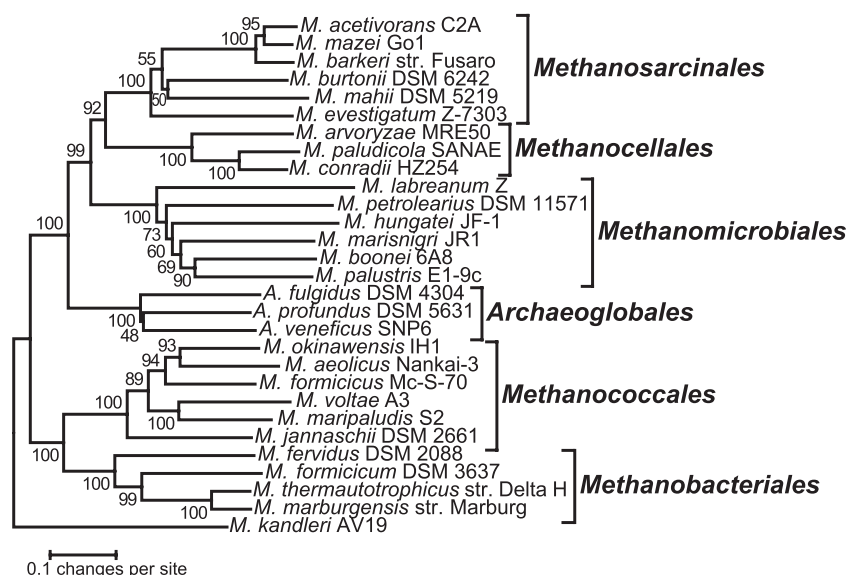 95
M. acetivorans C2A
100
M. mazei Go1
55
M. barkeri str. Fusaro
Methanosarcinales
100
M. burtonii DSM 6242
50
M. mahii DSM 5219
92
M. evestigatum Z-7303
M. arvoryzae MRE50
99
100
M. paludicola SANAE
Methanocellales
100
M. conradii HZ254
M. labreanum Z
100
M. petrolearius DSM 11571
100
73
M. hungatei JF-1
Methanomicrobiales
60
M. marisnigri JR1
69
M. boonei 6A8
90
M. palustris E1-9c
A. fulgidus DSM 4304
100
A. profundus DSM 5631
Archaeoglobales
48
A. veneficus SNP6
93
M. okinawensis IH1
94
M. aeolicus Nankai-3
89
M. formicicus Mc-S-70
Methanococcales
100
M. voltae A3
100
M. maripaludis S2
M. jannaschii DSM 2661
100
M. fervidus DSM 2088
100
M. formicicum DSM 3637
99
M. thermautotrophicus str. Delta H
Methanobacteriales
100
M. marburgensis str. Marburg
M. kandleri AV19
0.1 changes per site